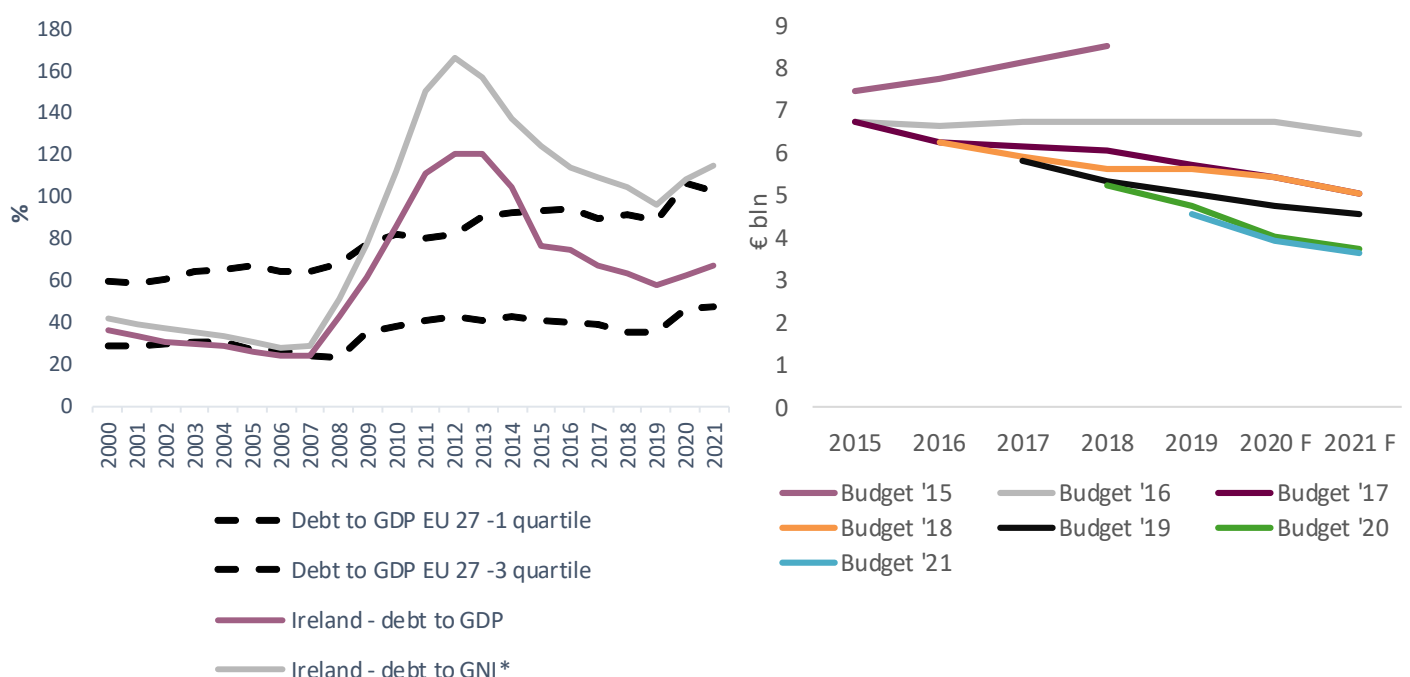 180
160
140
120
100
80
60
40
20
0
%
2000 2001 2002 2003 2004 2005 2006 2007 2008 2009 2010 2011 2012 2013 2014 2015 2016 2017 2018 2019 2020 2021
Debt to GDP EU 27 -1 quartile
Debt to GDP EU 27 -3 quartile
Ireland - debt to GDP
Ireland - debt to GNI*
9
8
7
6
5
4
3
2
1
0
€ bln
2015 2016 2017 2018 2019 2020 F 2021 F
Budget '15 Budget '16 Budget '17
Budget '18 Budget '19 Budget '20
Budget '21